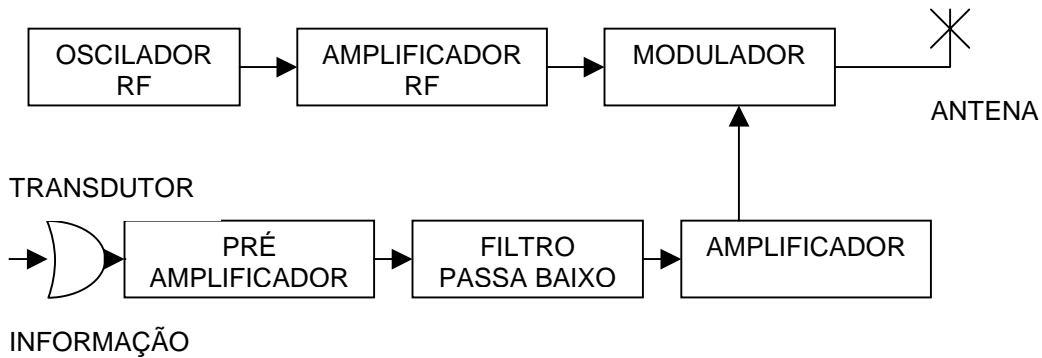 OSCILADOR
RF
AMPLIFICADOR
RF
MODULADOR
ANTENA
TRANSDUTOR
PRÉ
AMPLIFICADOR
FILTRO
PASSA BAIXO
AMPLIFICADOR
INFORMAÇÃO